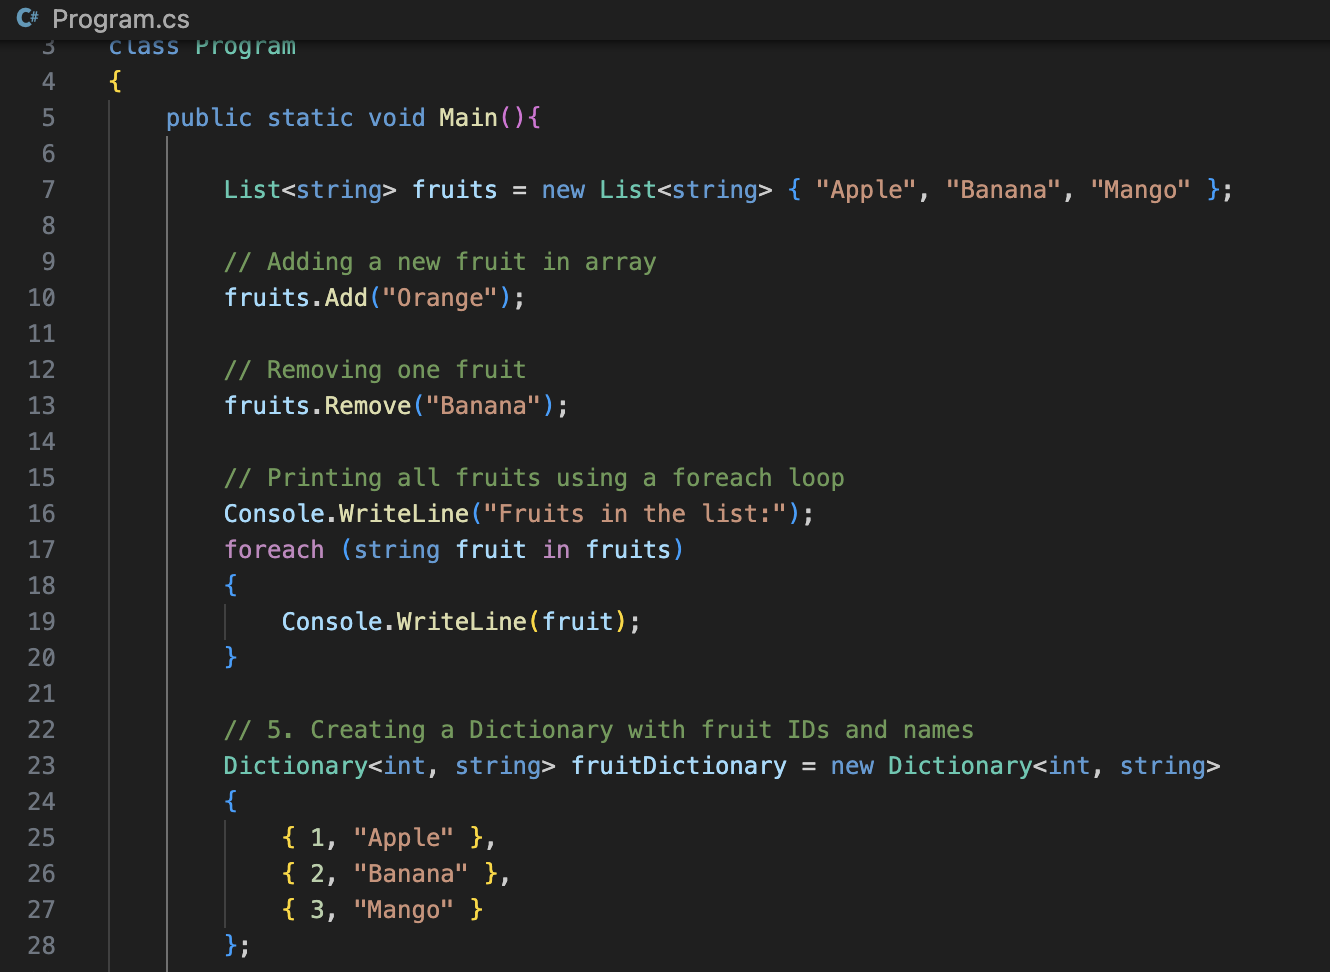 C# Program.cs
3 class Program
4 {
5 public static void Main(){
6
7 List<string> fruits = new List<string> { "Apple", "Banana", "Mango" };
8
9 // Adding a new fruit in array
10 fruits.Add("Orange");
11
12 // Removing one fruit
13 fruits.Remove("Banana");
14
15 // Printing all fruits using a foreach loop
16 Console.WriteLine("Fruits in the list:");
17 foreach (string fruit in fruits)
18 {
19 Console.WriteLine(fruit);
20 }
21
22 // 5. Creating a Dictionary with fruit IDs and names
23 Dictionary<int, string> fruitDictionary = new Dictionary<int, string>
24 {
25 { 1, "Apple" },
26 { 2, "Banana" },
27 { 3, "Mango" }
28 };